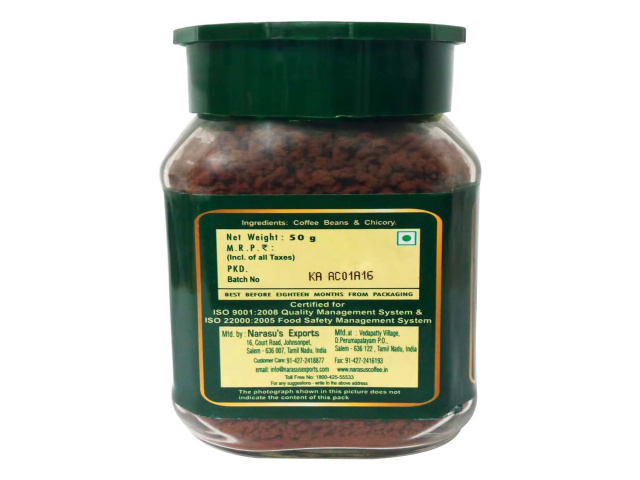 Ingredients: Coffee Beans & Chicory.
Net Weight : 50 g
M.R.P. ₹ :
(Incl. of all Taxes)
PKD.
Batch No
KA AC01A16
BEST BEFORE EIGHTEEN MONTHS FROM PACKAGING
Certified for
ISO 9001:2008 Quality Management System &
ISO 22000:2005 Food Safety Management System
Mfd. by : Narasu's Exports
16, Court Road, Johnsonpet,
Salem - 636 007, Tamil Nadu, India
Customer Care: 91-427-2418877
Mfd.at : Vedapatty Village,
D.Perumapalayam P.O.,
Salem - 636 122 , Tamil Nadu, India
Fax: 91-427-2416193
email: info@narasusexports.com www.narasuscoffee.in
Toll Free No: 1800-425-55533
For any suggestions - write to the above address
The photograph shown in this picture does not
indicate the content of this pack